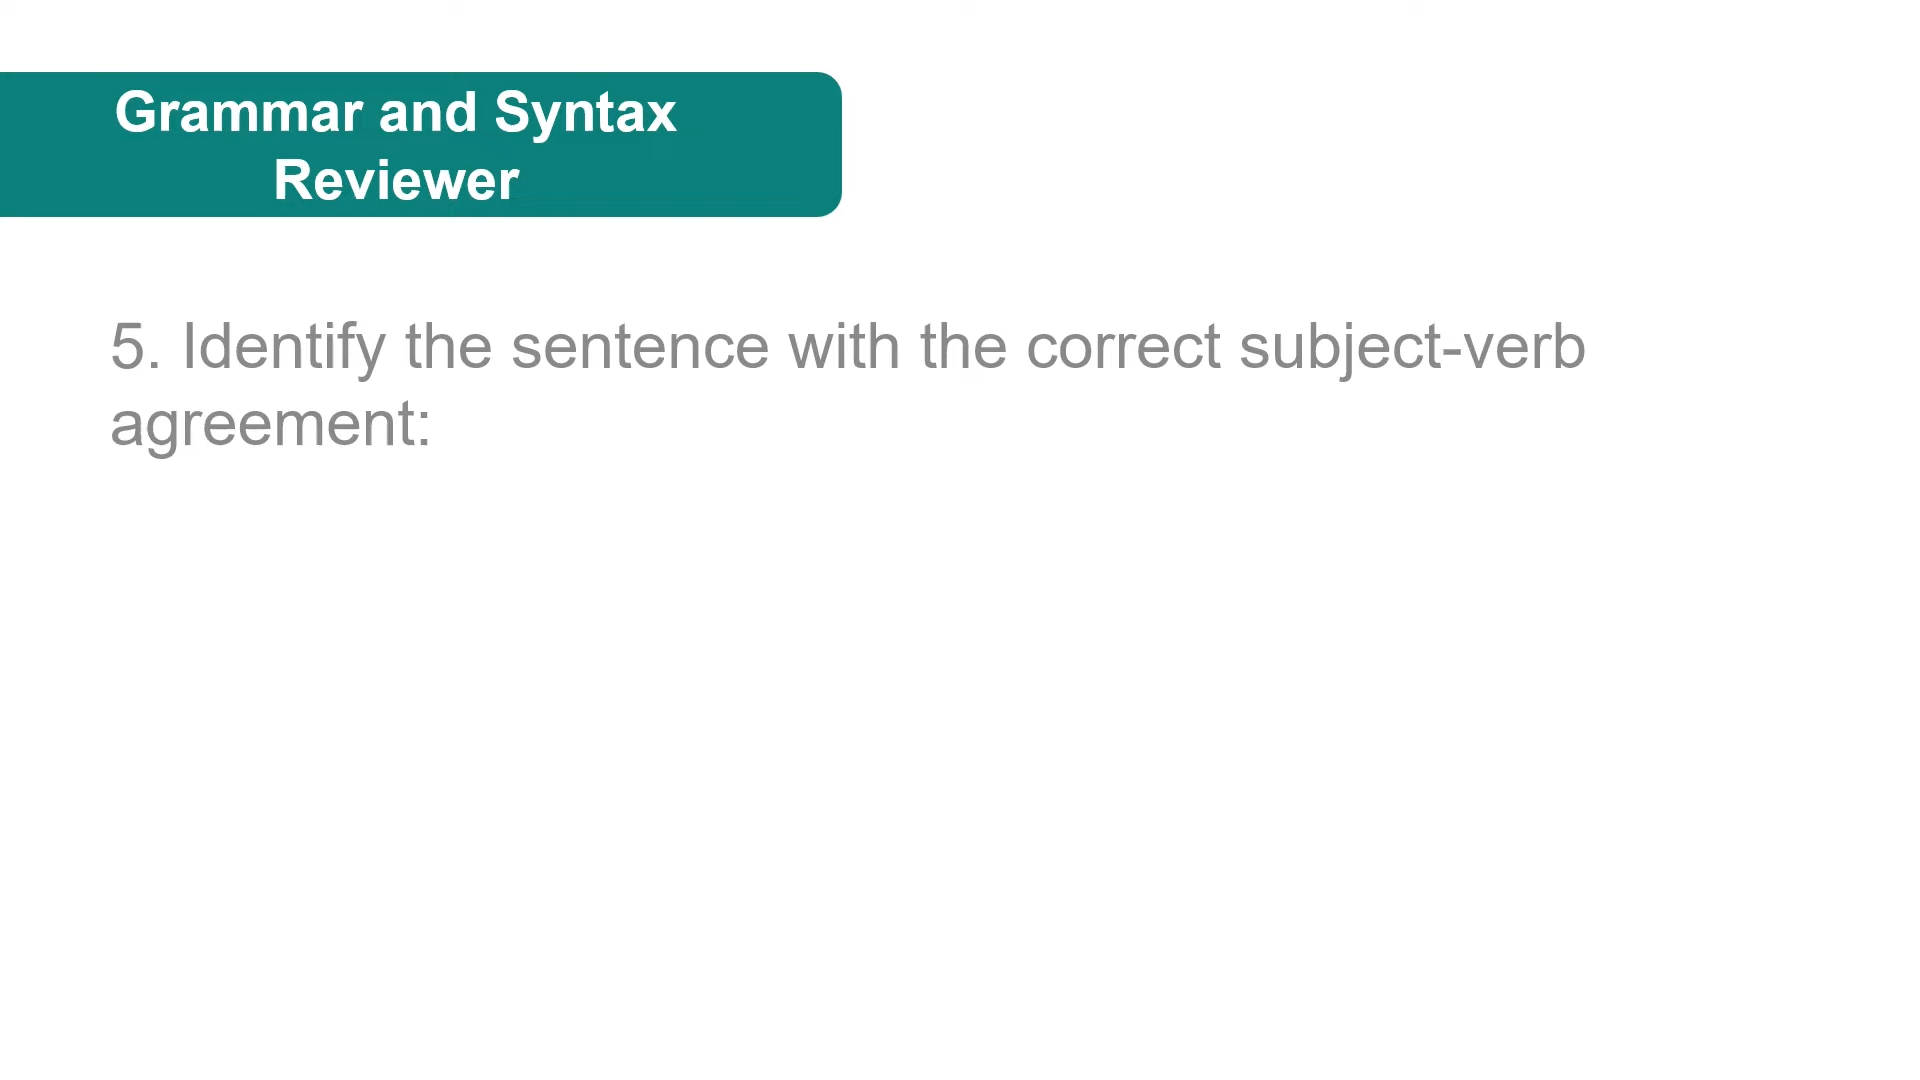 Grammar and Syntax
Reviewer
5. Identify the sentence with the correct subject-verb
agreement: